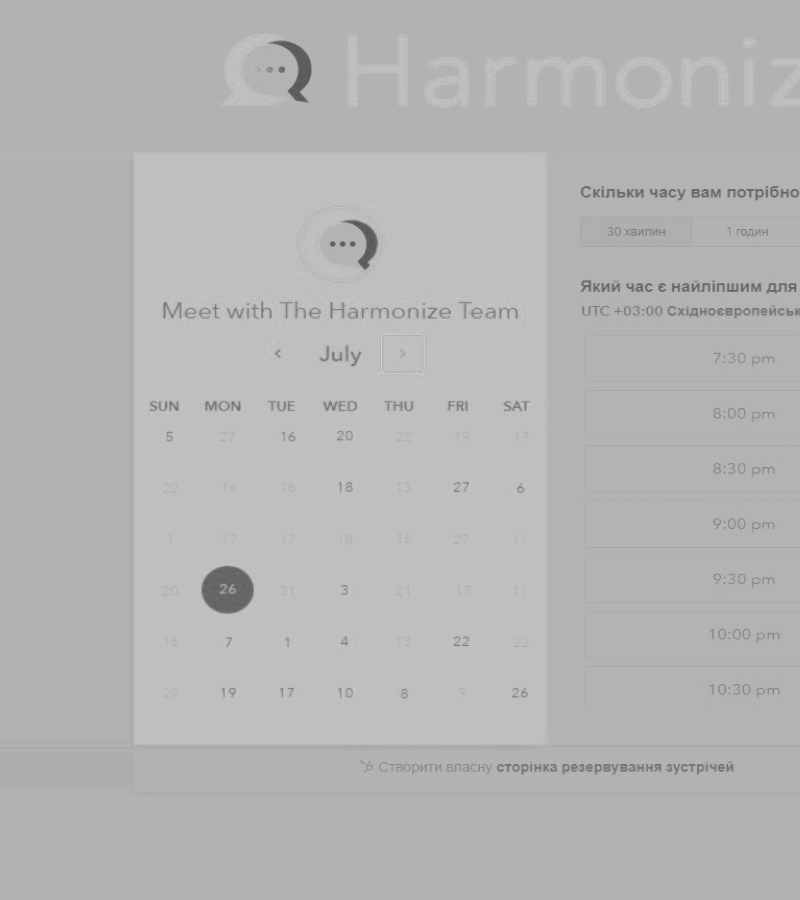 Harmoniz
Meet with The Harmonize Team
‹ July ›
SUN MON TUE WED THU FRI SAT
5 27 16 20 22 19 17
22 16 16 18 13 27 6
1 17 17 18 15 27 11
20 26 31 3 21 17 11
16 7 1 4 13 22 22
29 19 17 10 8 9 26
Скільки часу вам потрібно
30 хвилин 1 годин
Який час є найліпшим для
UTC +03:00 Східноєвропейськ
7:30 pm
8:00 pm
8:30 pm
9:00 pm
9:30 pm
10:00 pm
10:30 pm
Створити власну сторінка резервування зустрічей